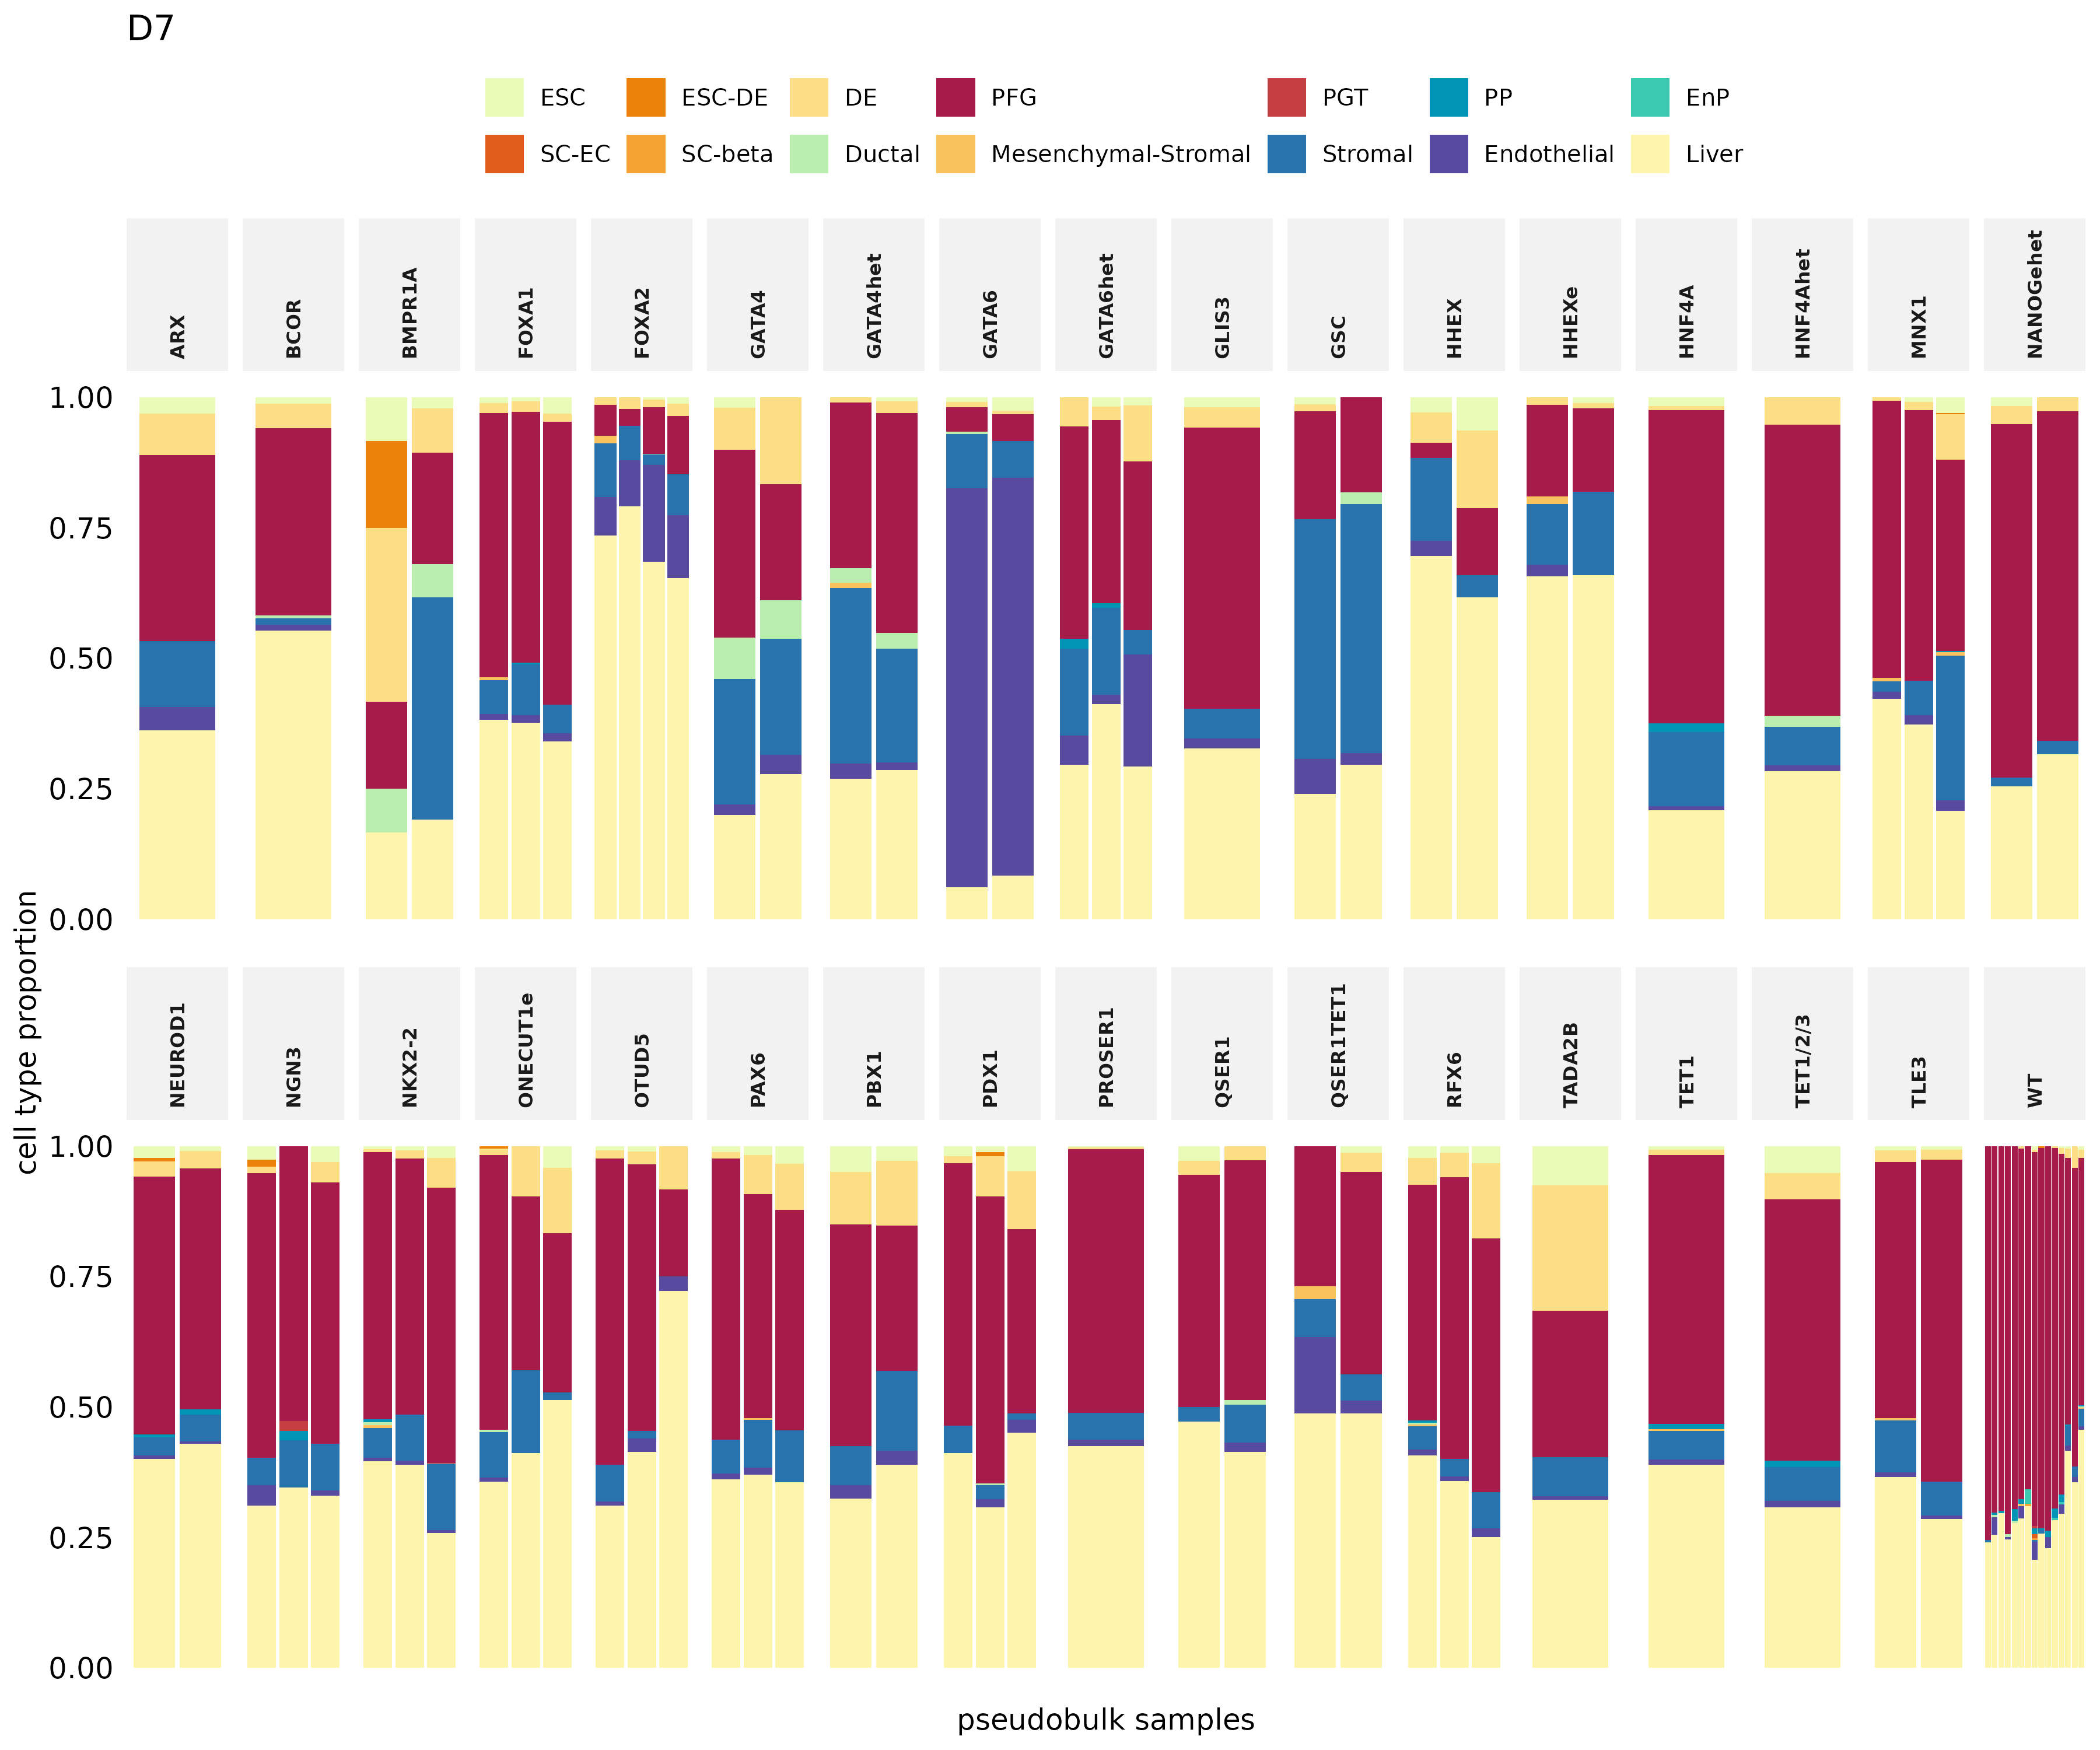 D7
ESC ESC-DE DE PFG PGT PP EnP
SC-EC SC-beta Ductal Mesenchymal-Stromal Stromal Endothelial Liver
ARX BCOR BMPR1A FOXA1 FOXA2 GATA4 GATA4het GATA6 GATA6het GLIS3 GSC HHEX HHEXe HNF4A HNF4Ahet MNX1 NANOGehet
1.00
0.75
0.50
0.25
0.00
cell type proportion
NEUROD1 NGN3 NKX2-2 ONECUT1e OTUD5 PAX6 PBX1 PDX1 PROSER1 QSER1 QSER1TET1 RFX6 TADA2B TET1 TET1/2/3 TLE3 WT
1.00
0.75
0.50
0.25
0.00
pseudobulk samples